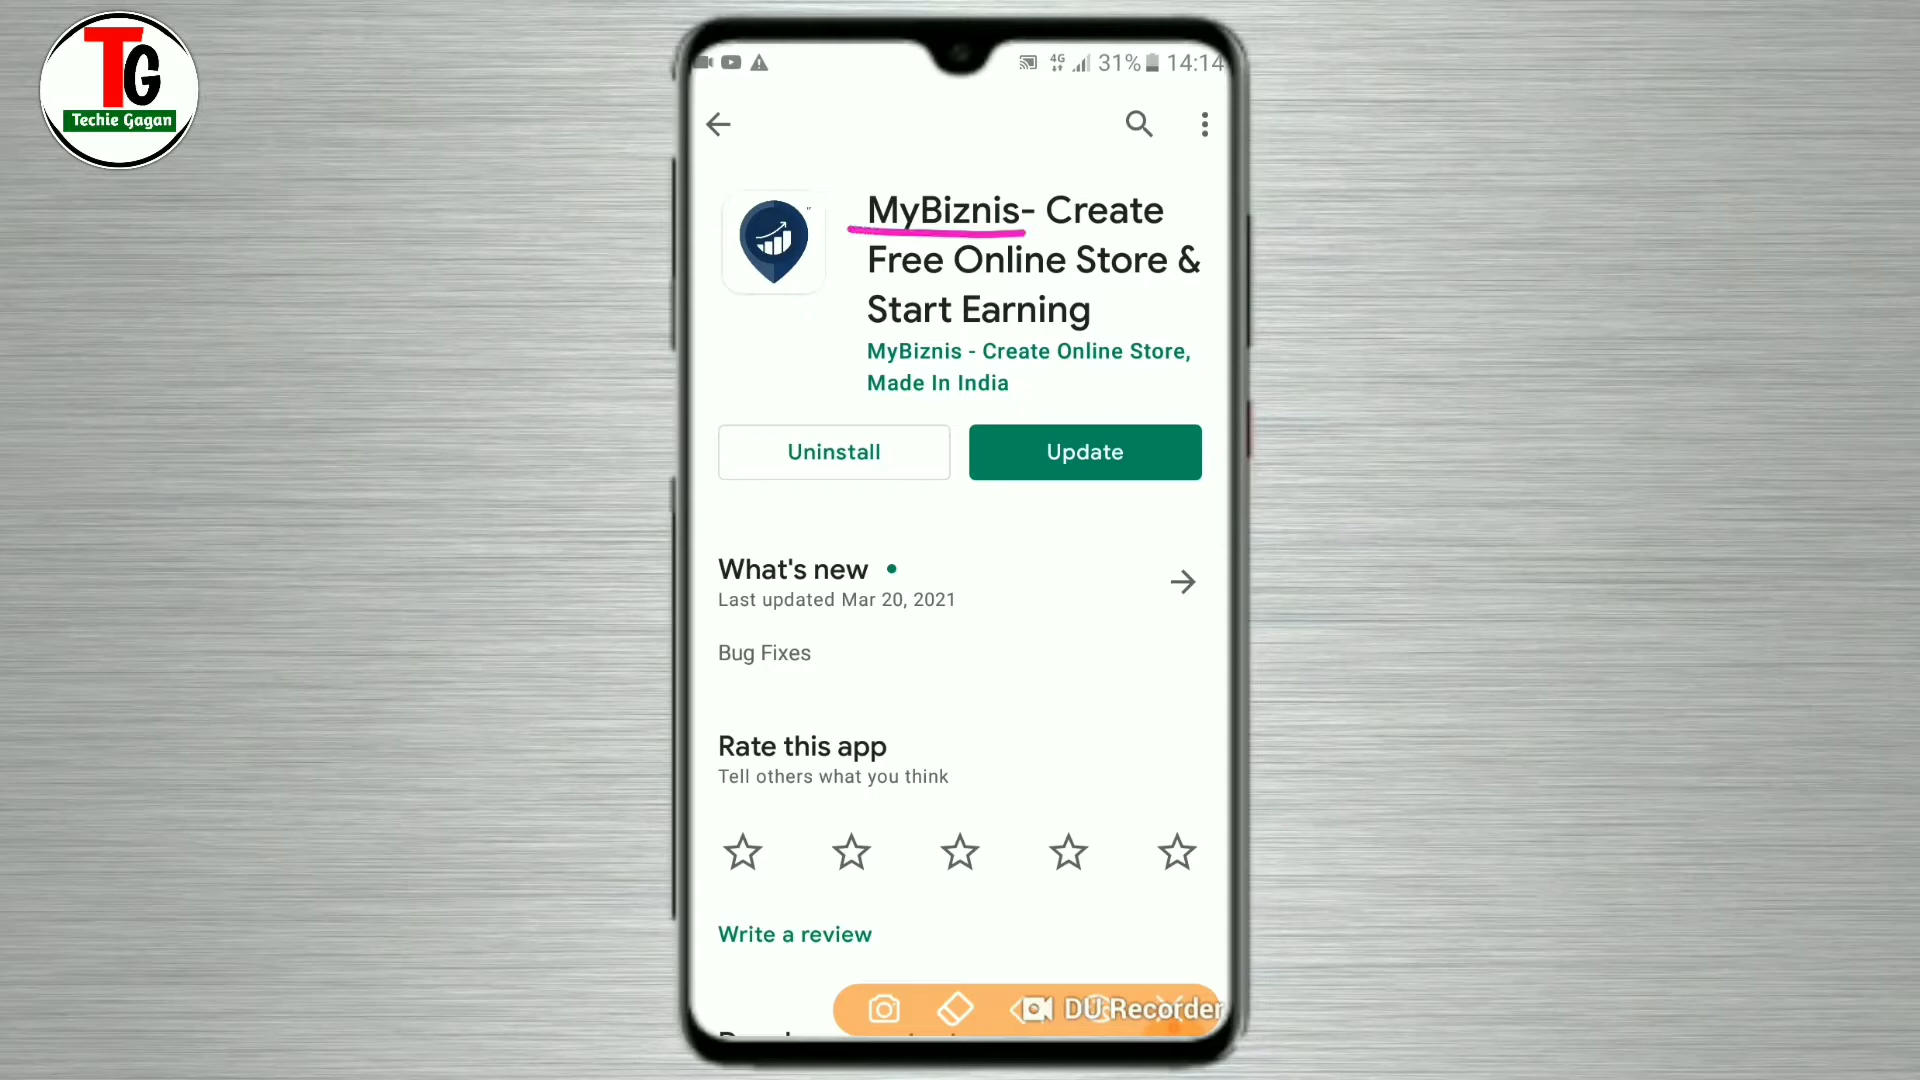 TG
Techie Gagan
4G 31% 14:14
MyBiznis- Create
Free Online Store &
Start Earning
MyBiznis - Create Online Store,
Made In India
Uninstall
Update
What's new
Last updated Mar 20, 2021
Bug Fixes
Rate this app
Tell others what you think
Write a review
DU Recorder